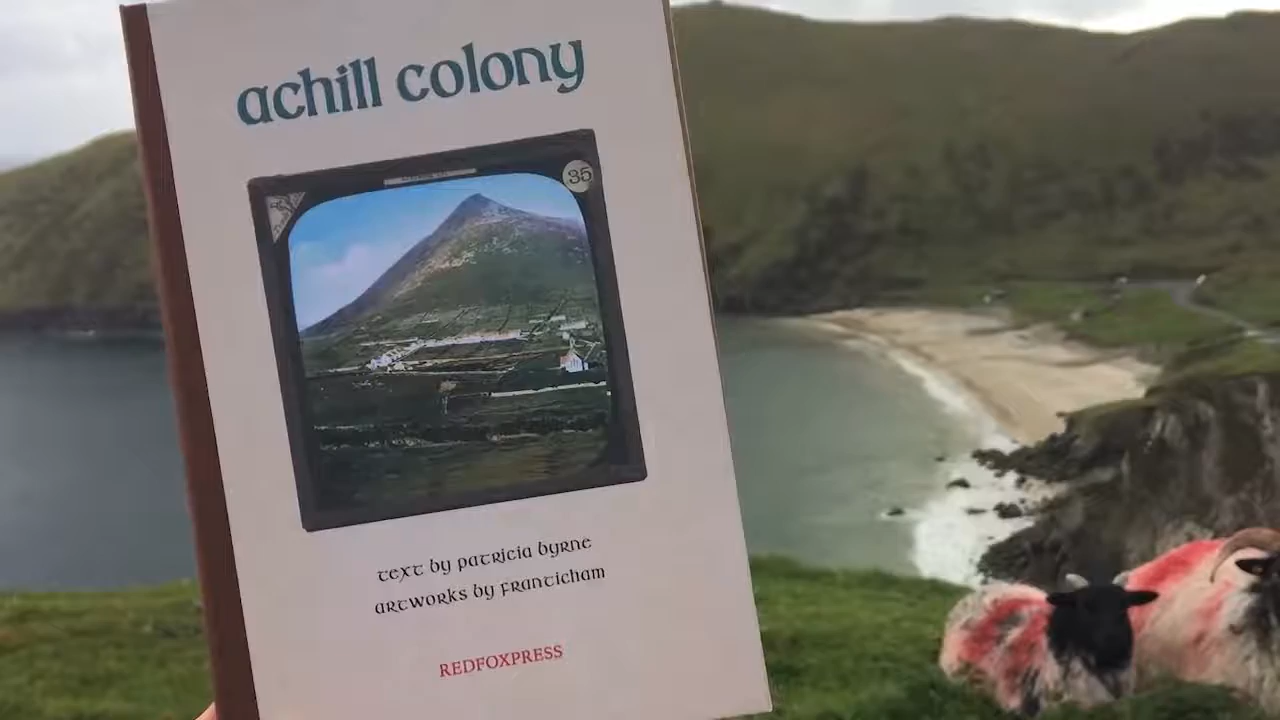 achill colony
35
text by patricia byrne
artworks by franticham
REDFOXPRESS